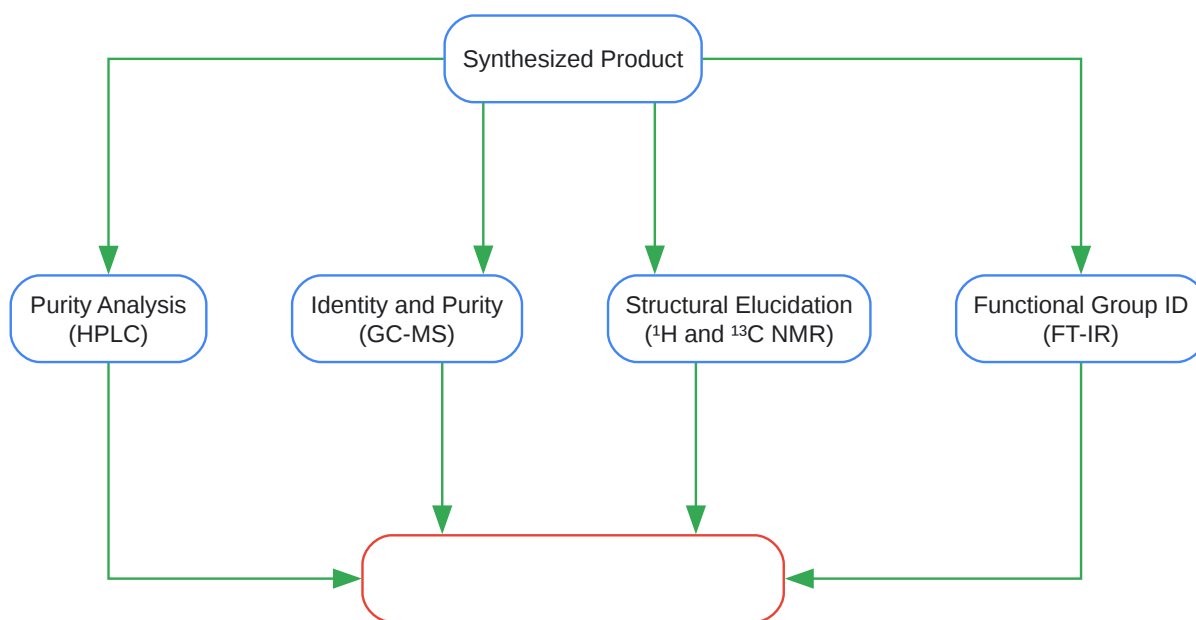 Synthesized Product
Purity Analysis
(HPLC)
Identity and Purity
(GC-MS)
Structural Elucidation
(¹H and ¹³C NMR)
Functional Group ID
(FT-IR)